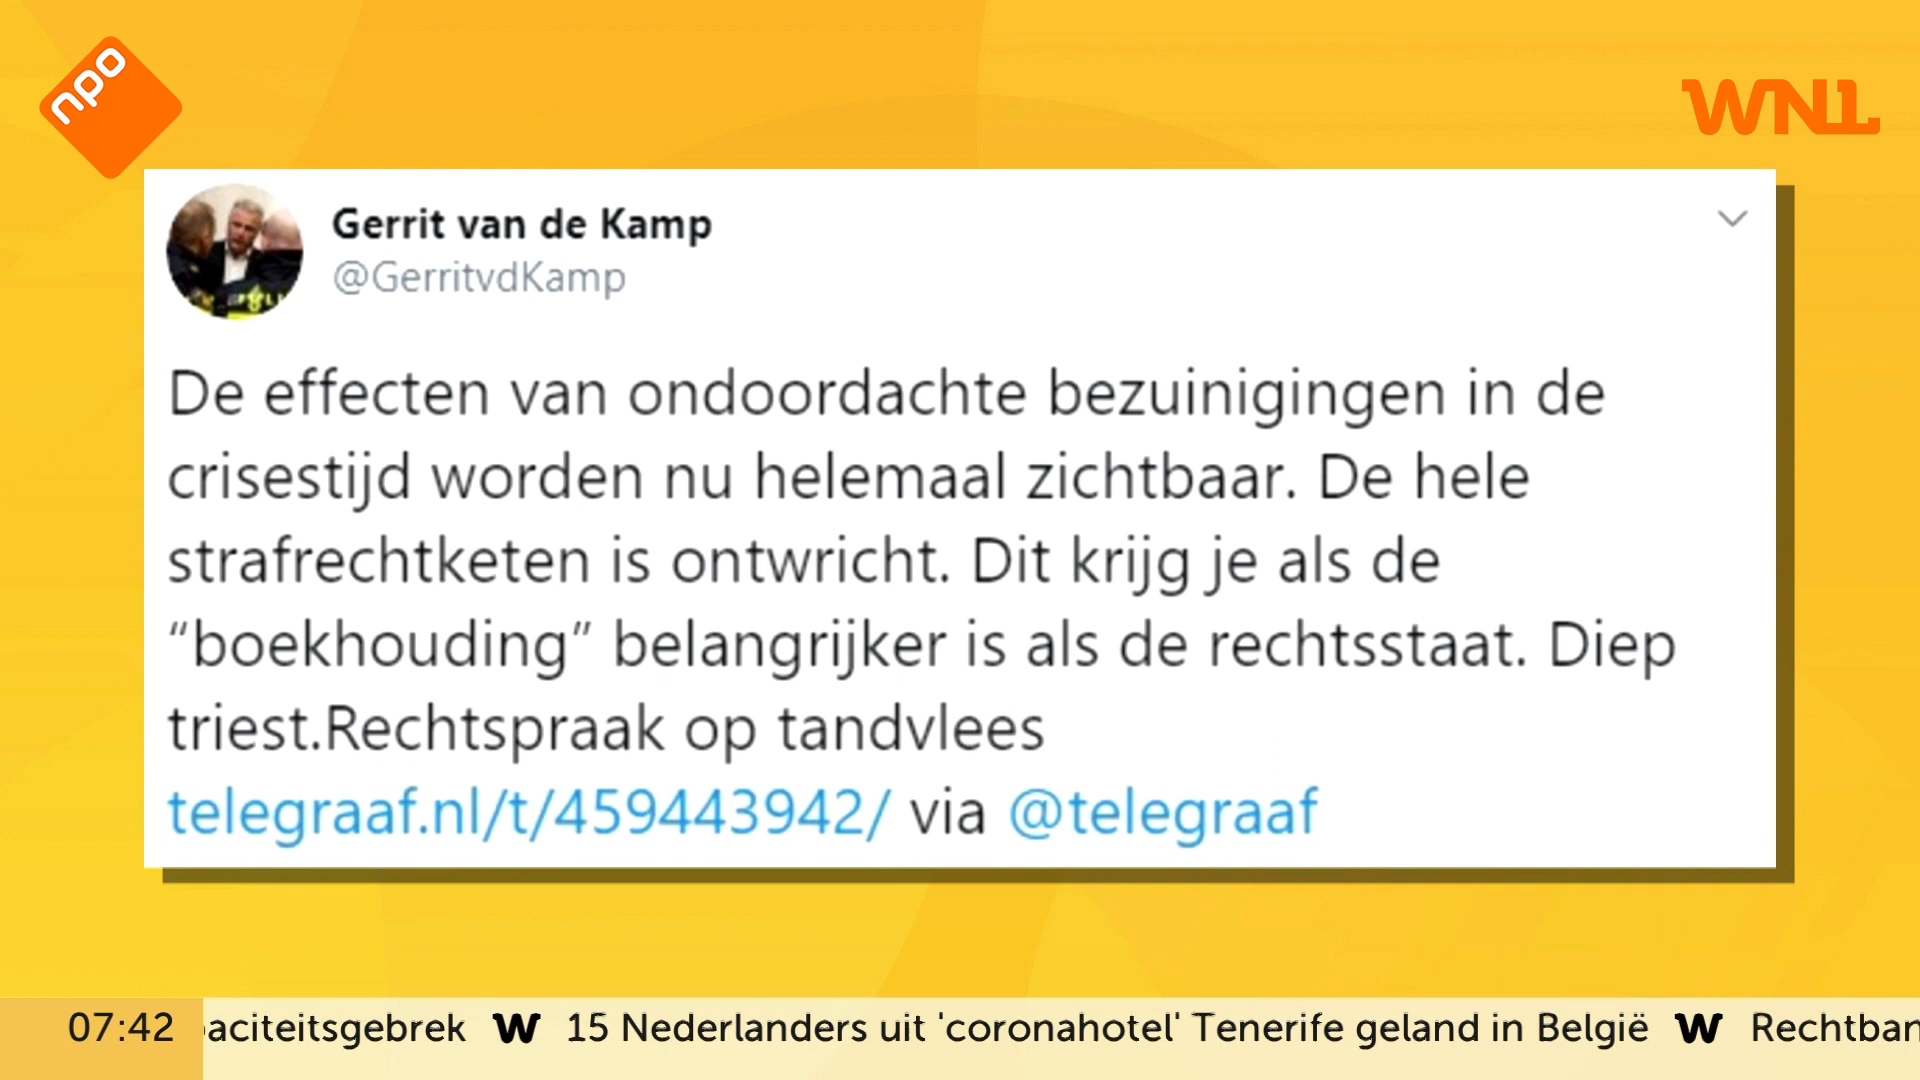 npo
WNL
Gerrit van de Kamp
@GerritvdKamp
De effecten van ondoordachte bezuinigingen in de
crisestijd worden nu helemaal zichtbaar. De hele
strafrechtketen is ontwricht. Dit krijg je als de
“boekhouding” belangrijker is als de rechtsstaat. Diep
triest.Rechtspraak op tandvlees
telegraaf.nl/t/459443942/ via @telegraaf
07:42 aciteitsgebrek W 15 Nederlanders uit 'coronahotel' Tenerife geland in België W Rechtban